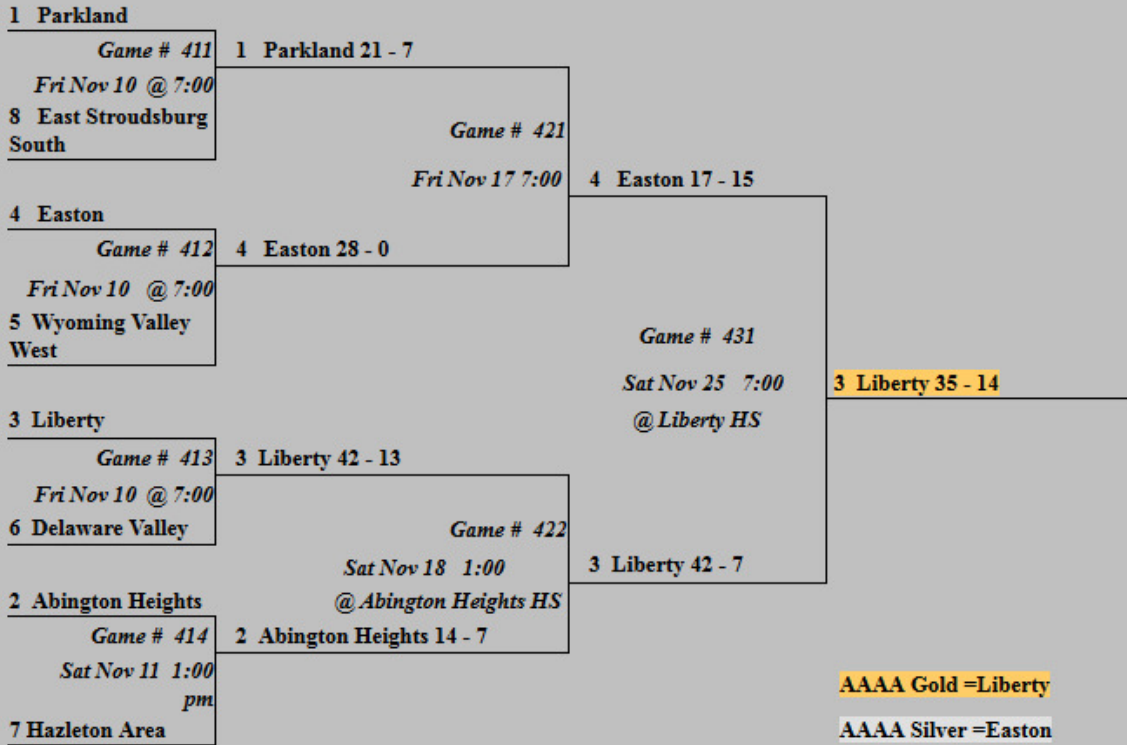 1 Parkland
Game # 411
Fri Nov 10 @ 7:00
8 East Stroudsburg
South
1 Parkland 21 - 7
Game # 421
Fri Nov 17 7:00
4 Easton
Game # 412
Fri Nov 10 @ 7:00
5 Wyoming Valley
West
4 Easton 28 - 0
4 Easton 17 - 15
Game # 431
Sat Nov 25 7:00
@ Liberty HS
3 Liberty 35 - 14
3 Liberty
Game # 413
Fri Nov 10 @ 7:00
6 Delaware Valley
3 Liberty 42 - 13
Game # 422
Sat Nov 18 1:00
@ Abington Heights HS
3 Liberty 42 - 7
2 Abington Heights
Game # 414
Sat Nov 11 1:00
pm
7 Hazleton Area
2 Abington Heights 14 - 7
AAAA Gold =Liberty
AAAA Silver =Easton